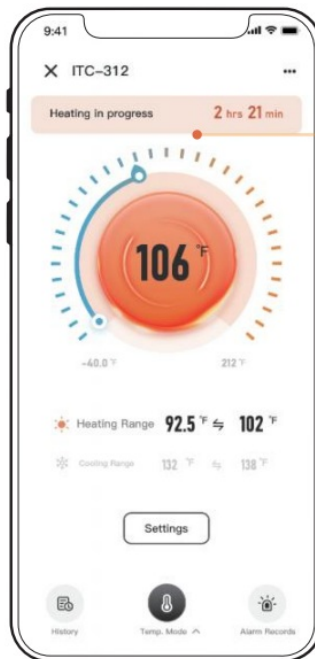 9:41
ITC-312
Heating in progress 2 hrs 21 min
106 °F
-40.0 °F 212 °F
Heating Range 92.5 °F ⇋ 102 °F
Cooling Range 132 °F ⇋ 138 °F
Settings
History Temp. Mode Alarm Records